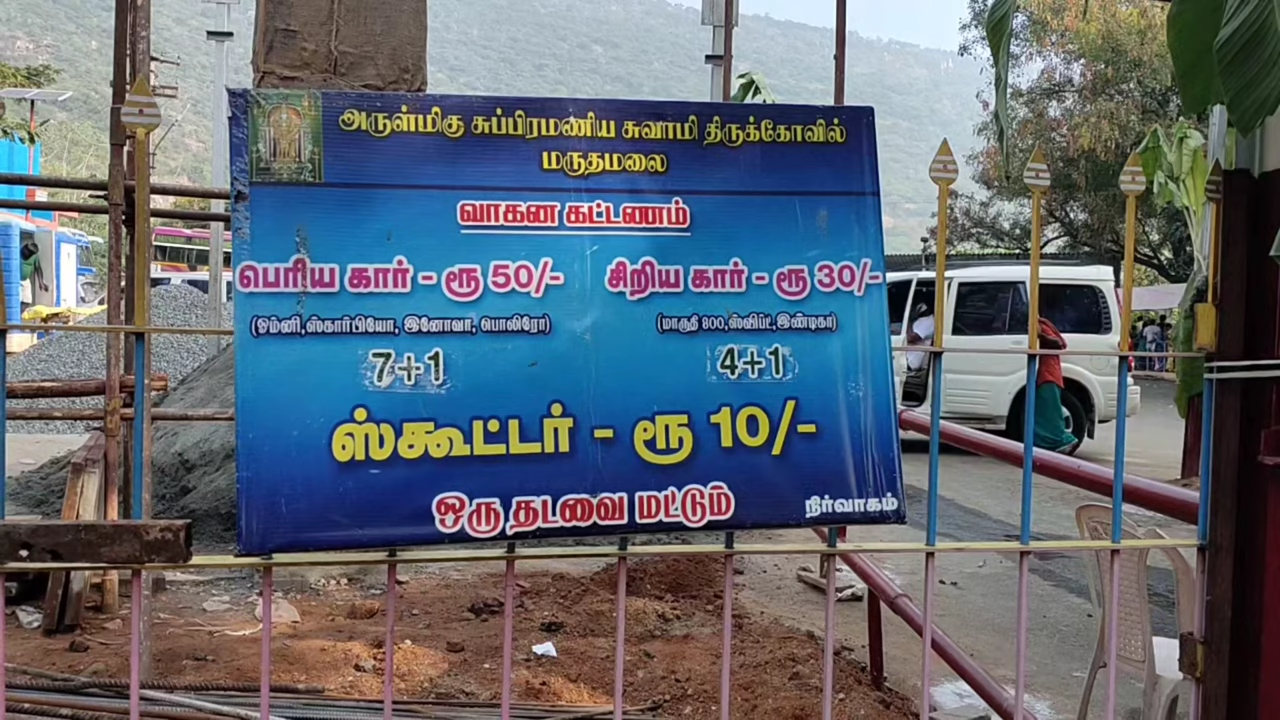 அருள்மிகு சுப்பிரமணிய சுவாமி திருக்கோவில்
மருதமலை
வாகன கட்டணம்
பெரிய கார் - ரூ 50/- சிறிய கார் - ரூ 30/-
(ஓம்னி,ஸ்கார்பியோ, இனோவா, பொலிரோ) (மாருதி 800,ஸ்விப்ட், இண்டிகா)
7+1 4+1
ஸ்கூட்டர் - ரூ 10/-
ஒரு தடவை மட்டும் நிர்வாகம்